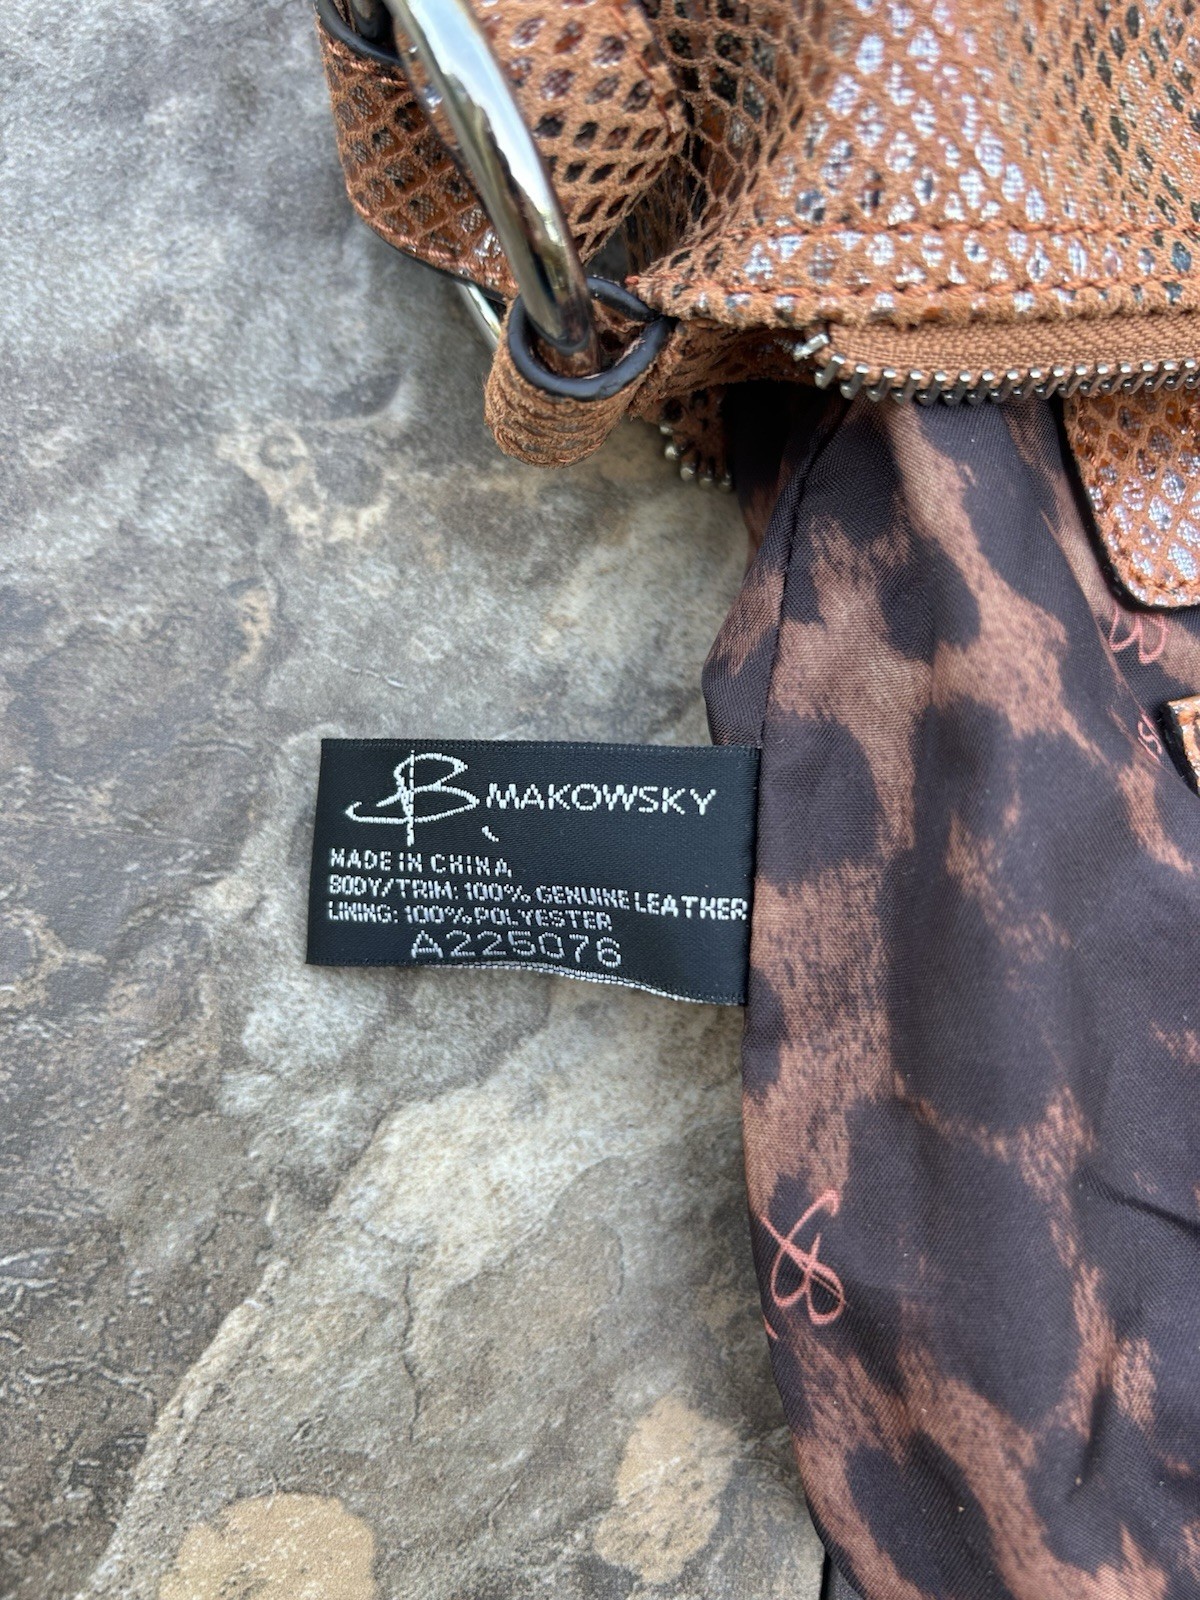 B MAKOWSKY
MADE IN CHINA
BODY/TRIM: 100% GENUINE LEATHER
LINING: 100% POLYESTER
A225076